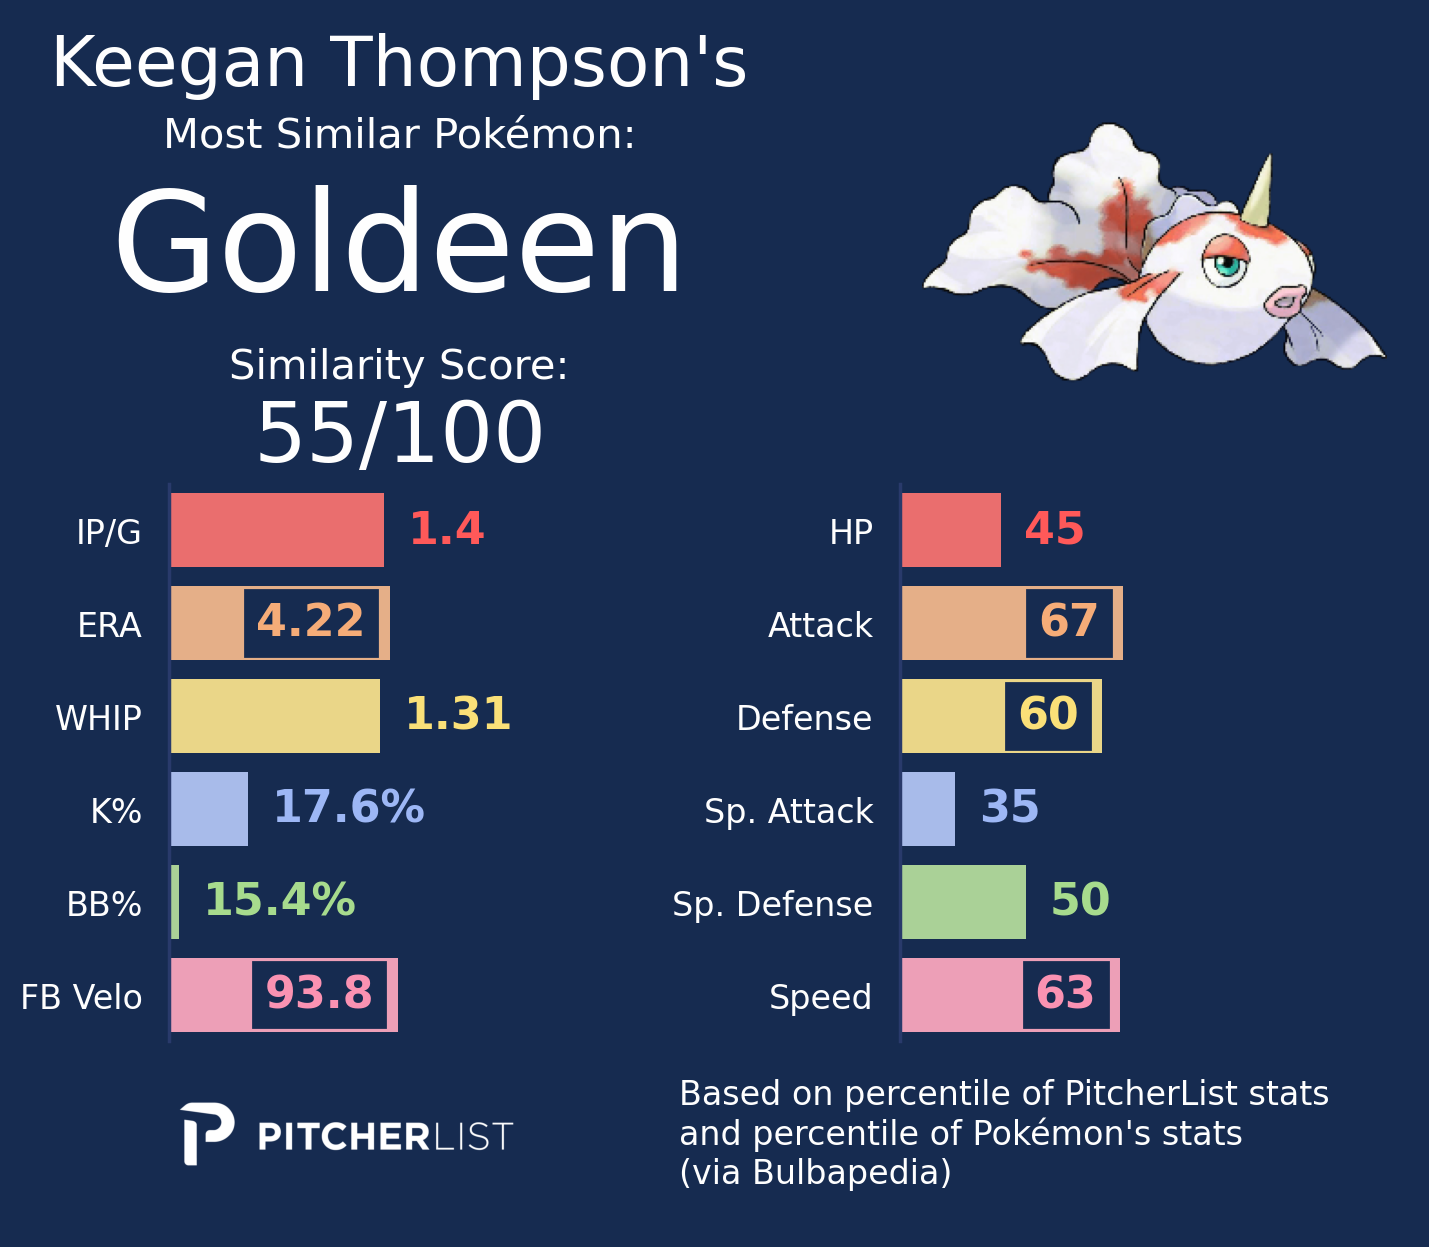 Keegan Thompson's
Most Similar Pokémon:
Goldeen
Similarity Score:
55/100
IP/G 1.4
ERA 4.22
WHIP 1.31
K% 17.6%
BB% 15.4%
FB Velo 93.8
HP 45
Attack 67
Defense 60
Sp. Attack 35
Sp. Defense 50
Speed 63
PITCHERLIST
Based on percentile of PitcherList stats
and percentile of Pokémon's stats
(via Bulbapedia)